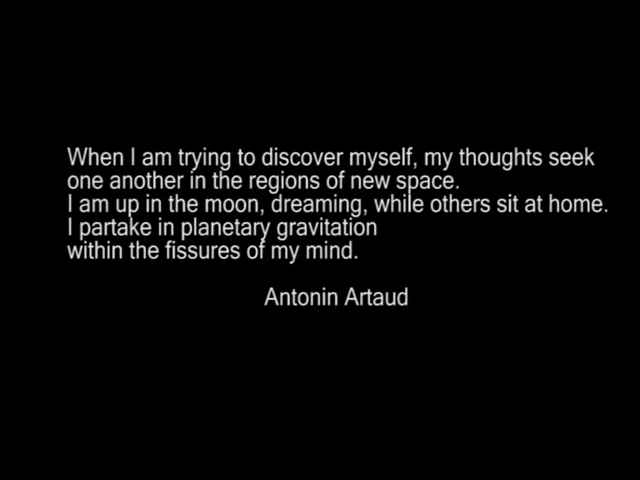 When I am trying to discover myself, my thoughts seek
one another in the regions of new space.
I am up in the moon, dreaming, while others sit at home.
I partake in planetary gravitation
within the fissures of my mind.
Antonin Artaud